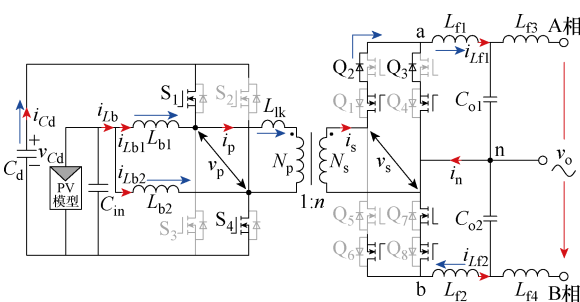 a
L_f1
L_f3
A相
Q_2
Q_3
i_Lf1
S_1
S_2
Q_1
Q_4
C_o1
i_Cd
i_Lb
i_Lb1
L_b1
i_p
L_lk
i_s
+
v_Cd
−
C_d
PV
模型
C_in
i_Lb2
L_b2
v_p
N_p
N_s
v_s
n
i_n
v_o
1:n
S_3
S_4
Q_5
Q_7
C_o2
Q_6
Q_8
i_Lf2
b
L_f2
L_f4
B相